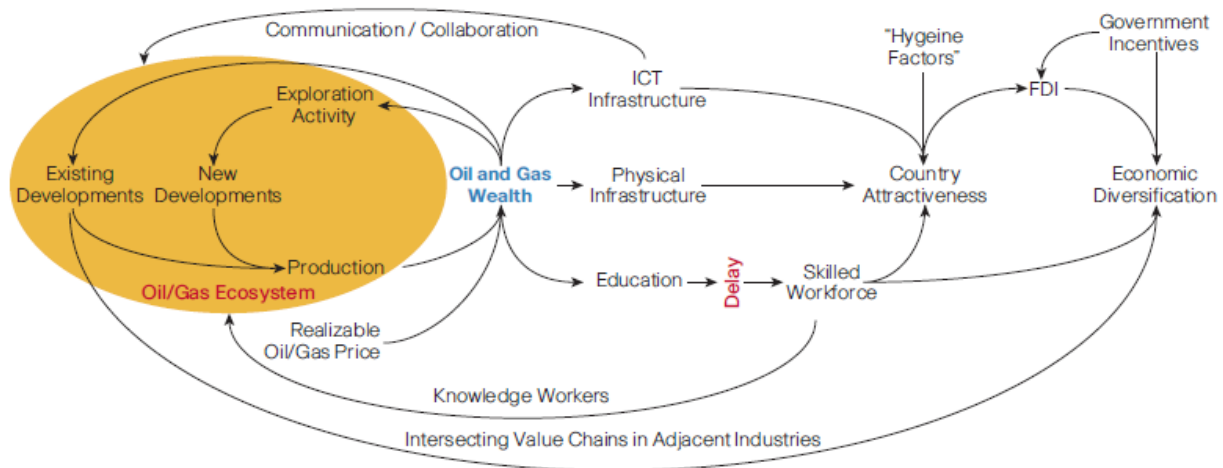 Communication / Collaboration
"Hygeine
Factors"
Government
Incentives
ICT
Infrastructure
FDI
Exploration
Activity
Existing
Developments
New
Developments
Oil and Gas
Wealth
Physical
Infrastructure
Country
Attractiveness
Economic
Diversification
Production
Oil/Gas Ecosystem
Education
Delay
Skilled
Workforce
Realizable
Oil/Gas Price
Knowledge Workers
Intersecting Value Chains in Adjacent Industries